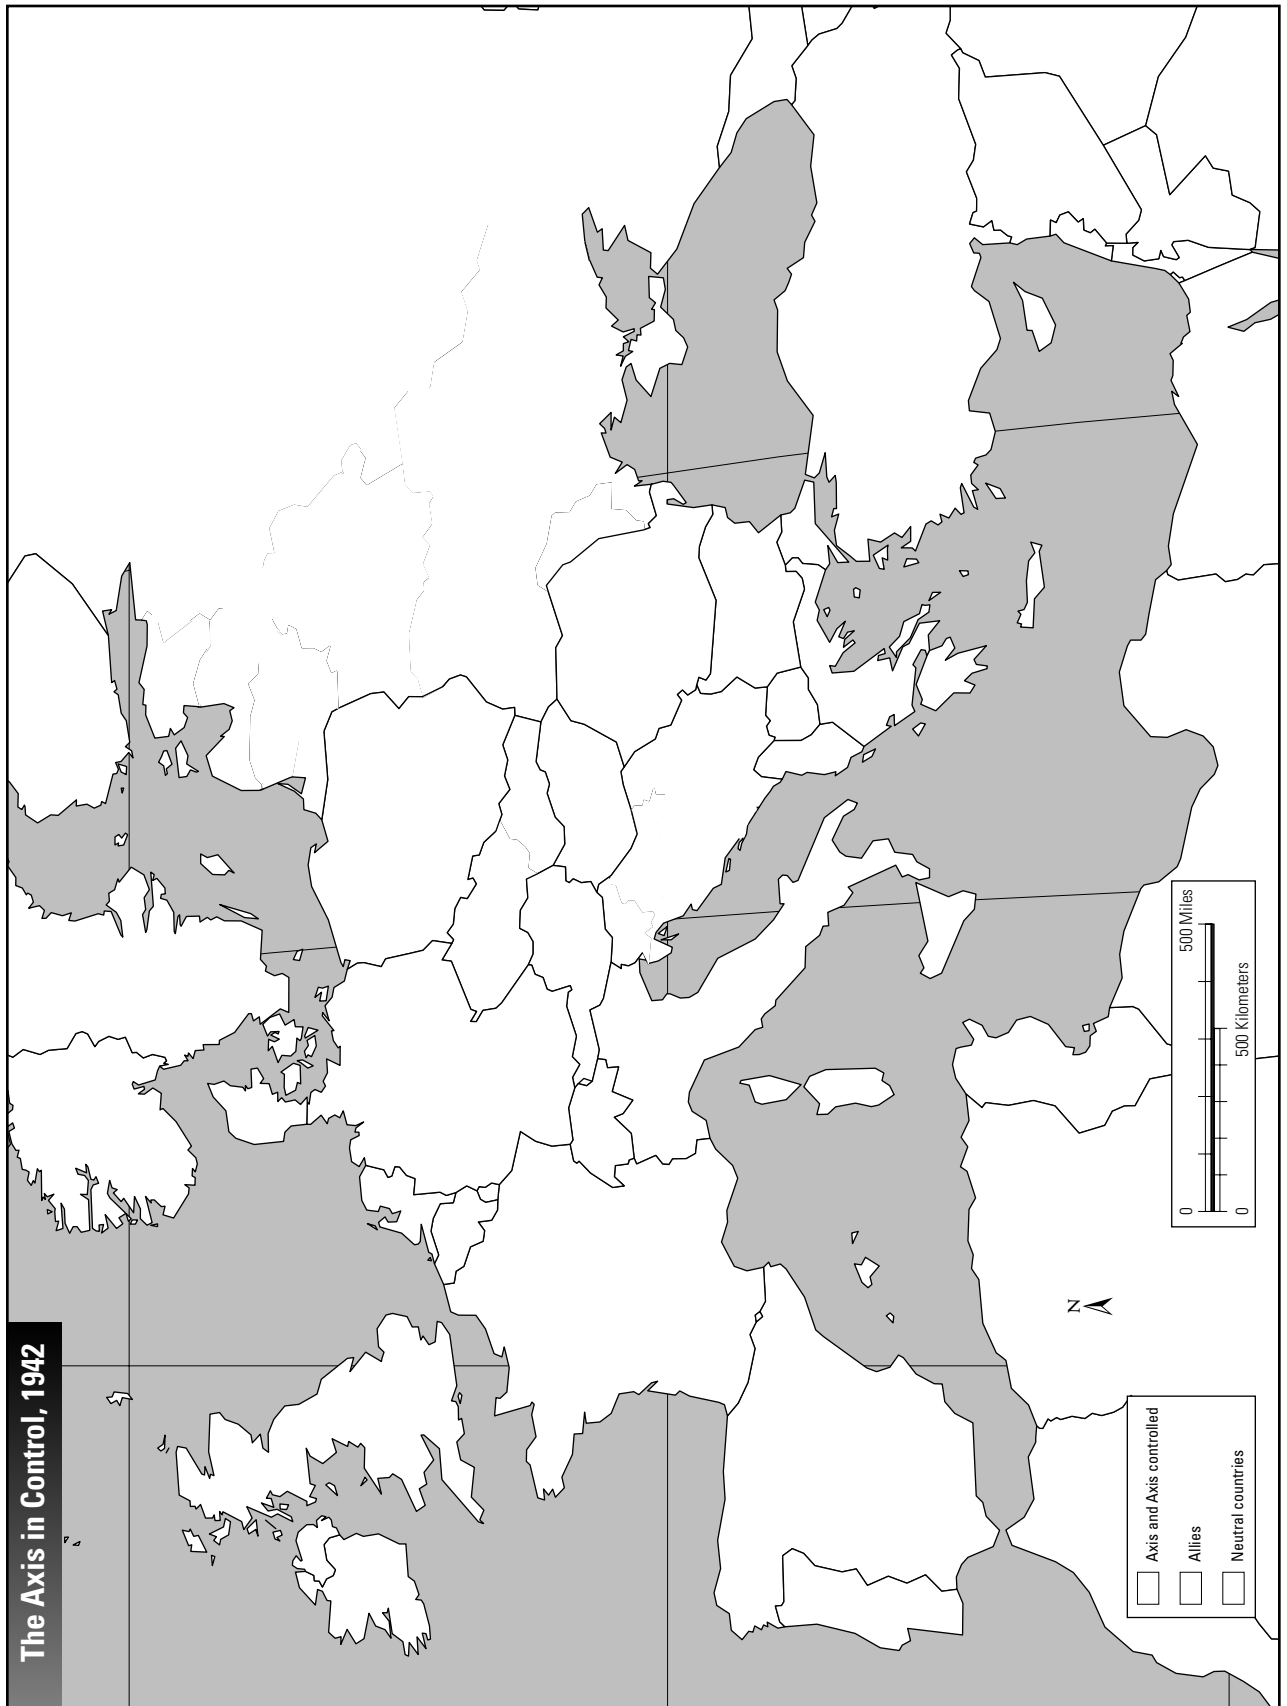 The Axis in Control, 1942
N
0
500 Miles
0
500 Kilometers
Axis and Axis controlled
Allies
Neutral countries